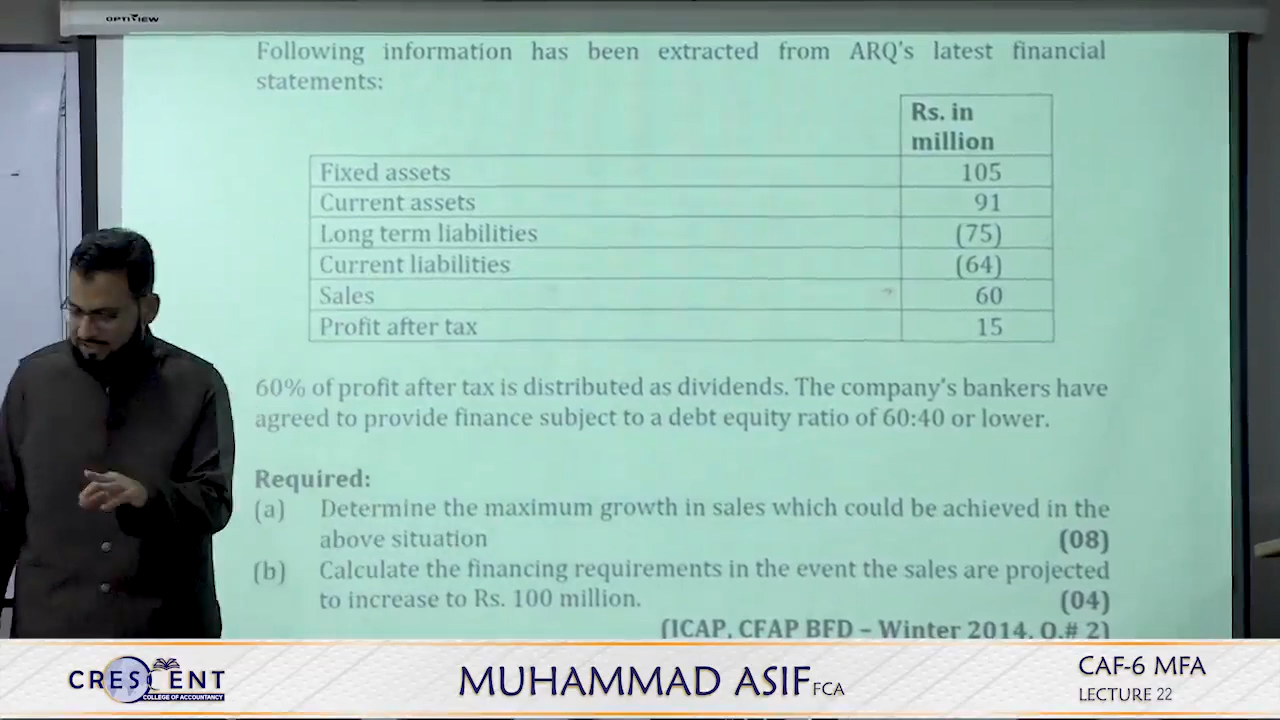 OPTIVIEW
Following information has been extracted from ARQ's latest financial
statements:
Rs. in
million
Fixed assets 105
Current assets 91
Long term liabilities (75)
Current liabilities (64)
Sales 60
Profit after tax 15
60% of profit after tax is distributed as dividends. The company's bankers have
agreed to provide finance subject to a debt equity ratio of 60:40 or lower.
Required:
(a) Determine the maximum growth in sales which could be achieved in the
above situation (08)
(b) Calculate the financing requirements in the event the sales are projected
to increase to Rs. 100 million. (04)
(ICAP, CFAP BFD – Winter 2014, Q.# 2)
CRESCENT
COLLEGE OF ACCOUNTANCY
MUHAMMAD ASIF FCA
CAF-6 MFA
LECTURE 22